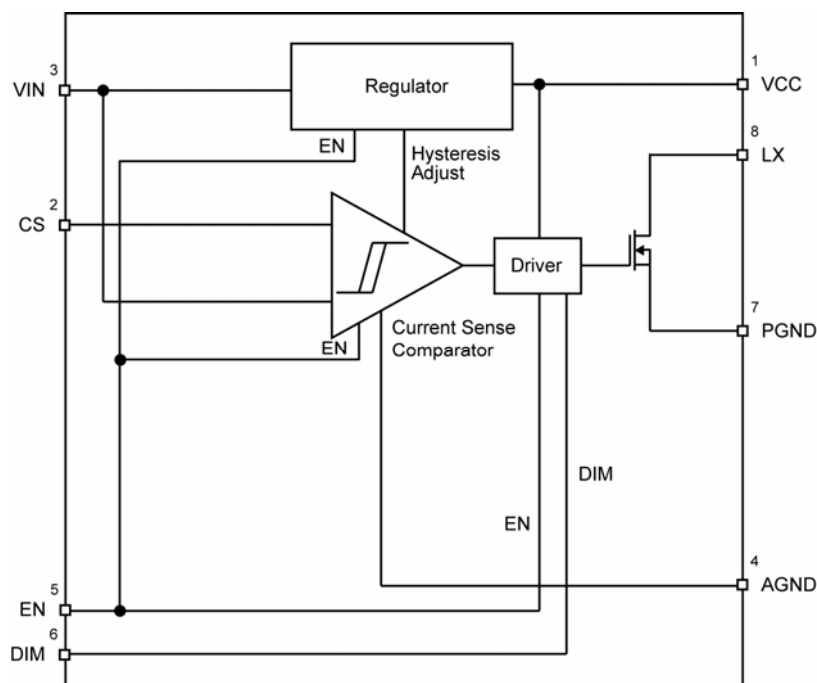 3
VIN
Regulator
1
VCC
EN
Hysteresis
Adjust
8
LX
2
CS
Driver
7
PGND
EN
Current Sense
Comparator
DIM
EN
4
AGND
5
EN
6
DIM